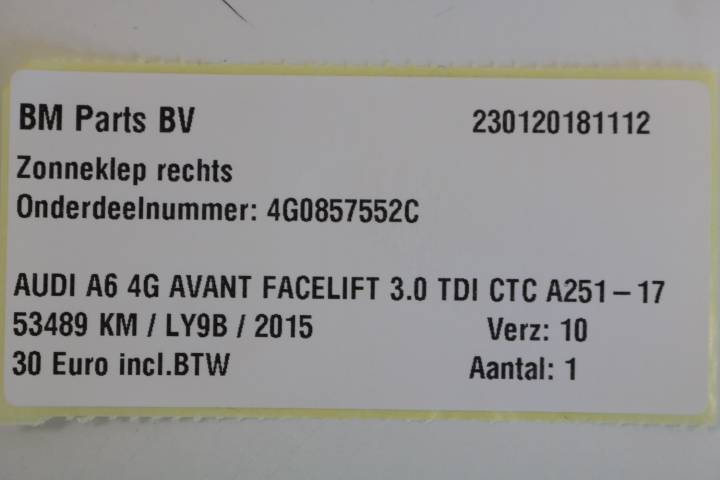 BM Parts BV 230120181112
Zonneklep rechts
Onderdeelnummer: 4G0857552C
AUDI A6 4G AVANT FACELIFT 3.0 TDI CTC A251-17
53489 KM / LY9B / 2015 Verz: 10
30 Euro incl.BTW Aantal: 1